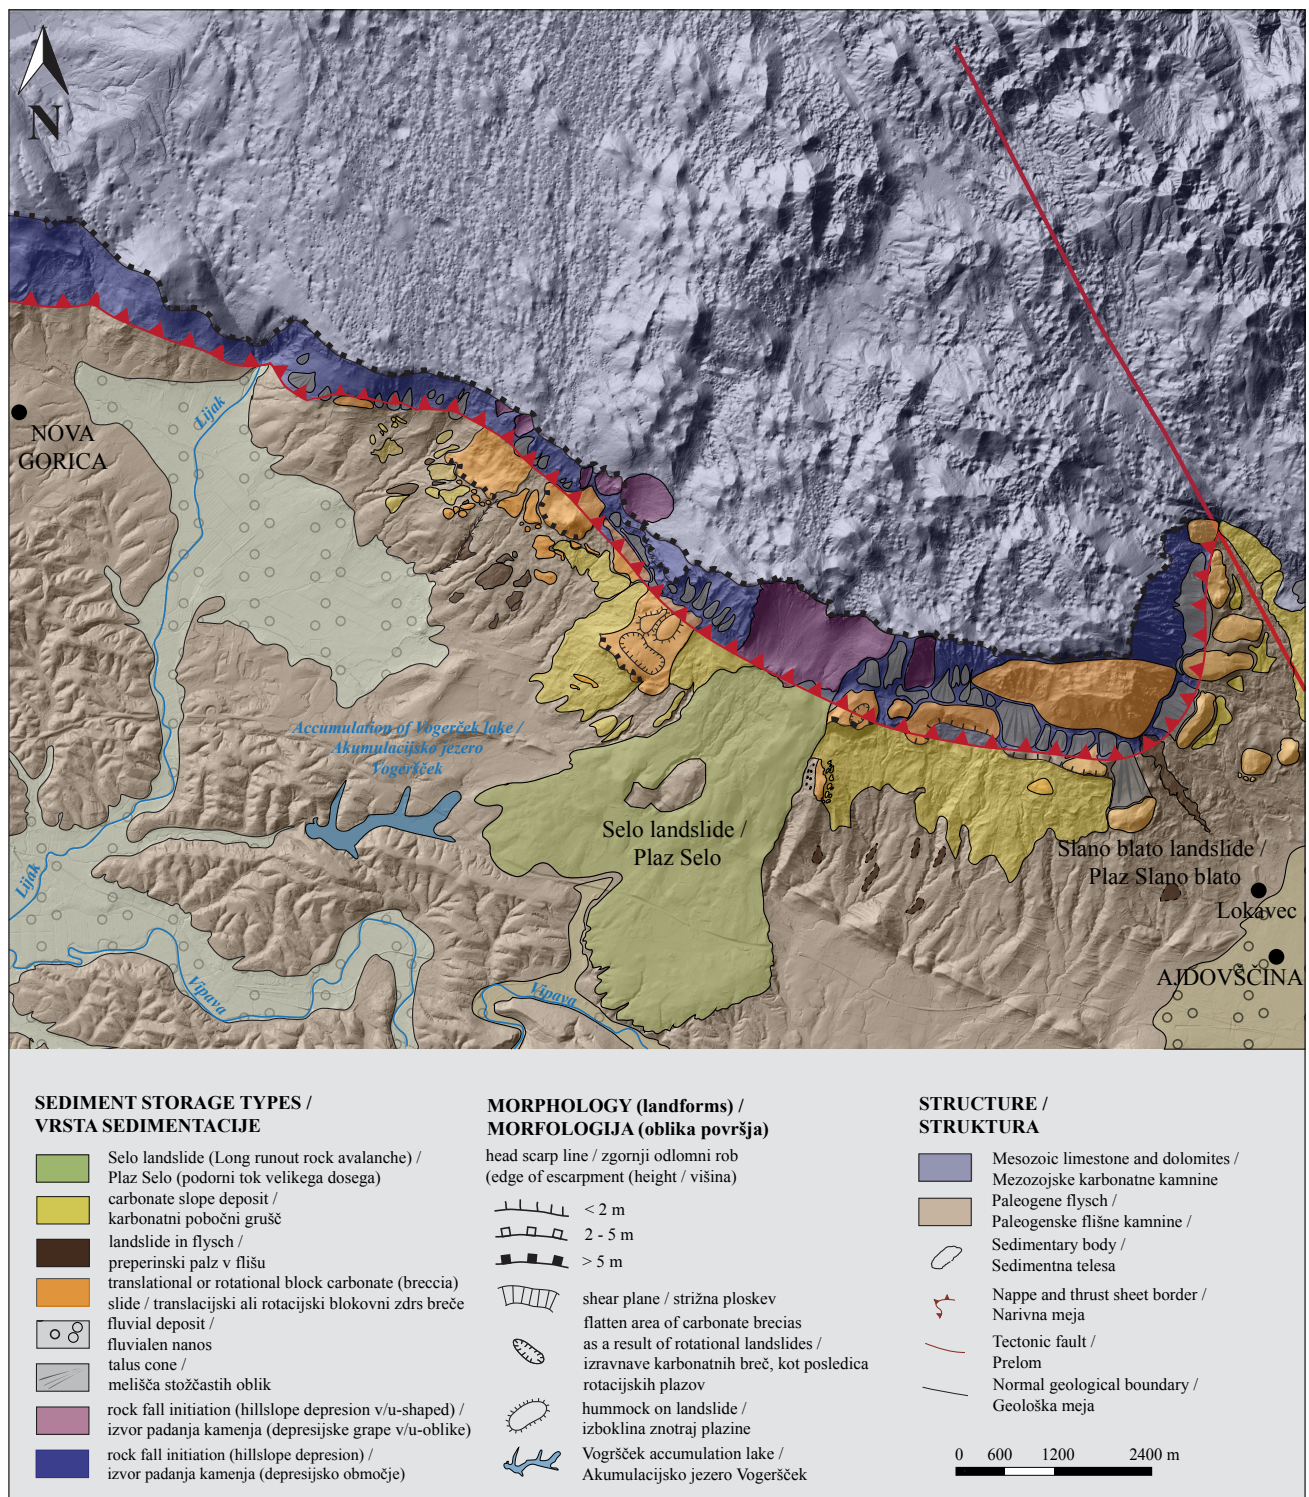 N
NOVA
GORICA
Lijak
Accumulation of Vogerček lake /
Akumulacijsko jezero
Vogeršček
Selo landslide /
Plaz Selo
Slano blato landslide /
Plaz Slano blato
Lokavec
AJDOVŠČINA
Lijak
Vipava
Vipava
SEDIMENT STORAGE TYPES /
VRSTA SEDIMENTACIJE
Selo landslide (Long runout rock avalanche) /
Plaz Selo (podorni tok velikega dosega)
carbonate slope deposit /
karbonatni pobočni grušč
landslide in flysch /
preperinski palz v flišu
translational or rotational block carbonate (breccia)
slide / translacijski ali rotacijski blokovni zdrs breče
fluvial deposit /
fluvialen nanos
talus cone /
melišča stožčastih oblik
rock fall initiation (hillslope depresion v/u-shaped) /
izvor padanja kamenja (depresijske grape v/u-oblike)
rock fall initiation (hillslope depresion) /
izvor padanja kamenja (depresijsko območje)
MORPHOLOGY (landforms) /
MORFOLOGIJA (oblika površja)
head scarp line / zgornji odlomni rob
(edge of escarpment (height / višina)
< 2 m
2 - 5 m
> 5 m
shear plane / strižna ploskev
flatten area of carbonate brecias
as a result of rotational landslides /
izravnave karbonatnih breč, kot posledica
rotacijskih plazov
hummock on landslide /
izboklina znotraj plazine
Vogršček accumulation lake /
Akumulacijsko jezero Vogeršček
STRUCTURE /
STRUKTURA
Mesozoic limestone and dolomites /
Mezozojske karbonatne kamnine
Paleogene flysch /
Paleogenske flišne kamnine /
Sedimentary body /
Sedimentna telesa
Nappe and thrust sheet border /
Narivna meja
Tectonic fault /
Prelom
Normal geological boundary /
Geološka meja
0 600 1200 2400 m